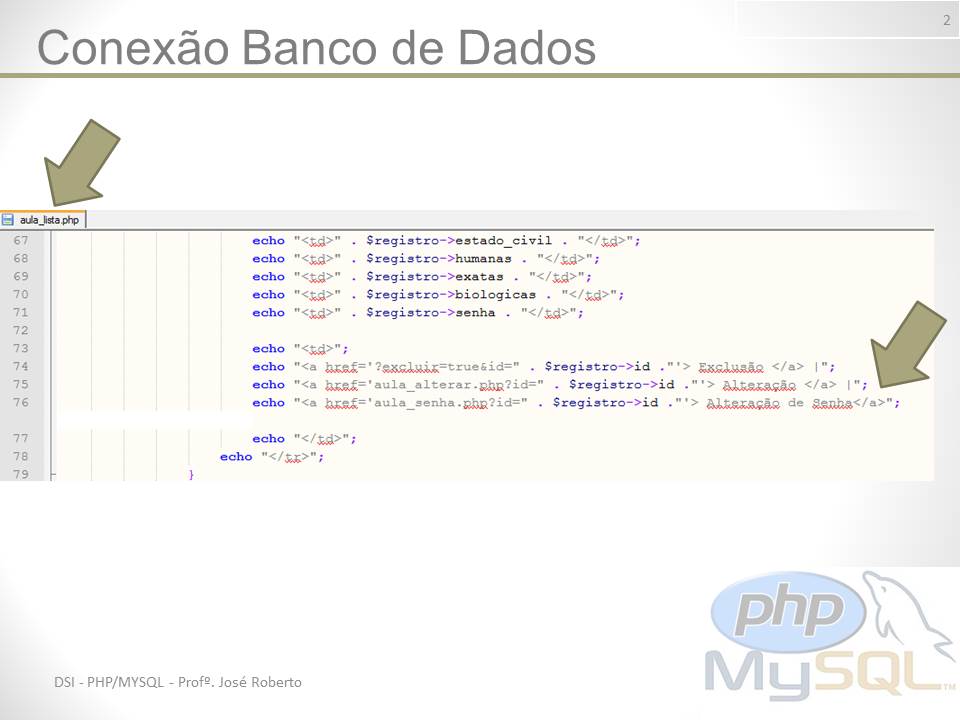 2
Conexão Banco de Dados
aula_lista.php
67 echo "<td>" . $registro->estado_civil . "</td>";
68 echo "<td>" . $registro->humanas . "</td>";
69 echo "<td>" . $registro->exatas . "</td>";
70 echo "<td>" . $registro->biologicas . "</td>";
71 echo "<td>" . $registro->senha . "</td>";
72
73 echo "<td>";
74 echo "<a href='?excluir=true&id=" . $registro->id ."'> Exclusão </a> |";
75 echo "<a href='aula_alterar.php?id=" . $registro->id ."'> Alteração </a> |";
76 echo "<a href='aula_senha.php?id=" . $registro->id ."'> Alteração de Senha</a>";
77 echo "</td>";
78 echo "</tr>";
79 }
php
MySQL™
DSI - PHP/MYSQL - Profº. José Roberto